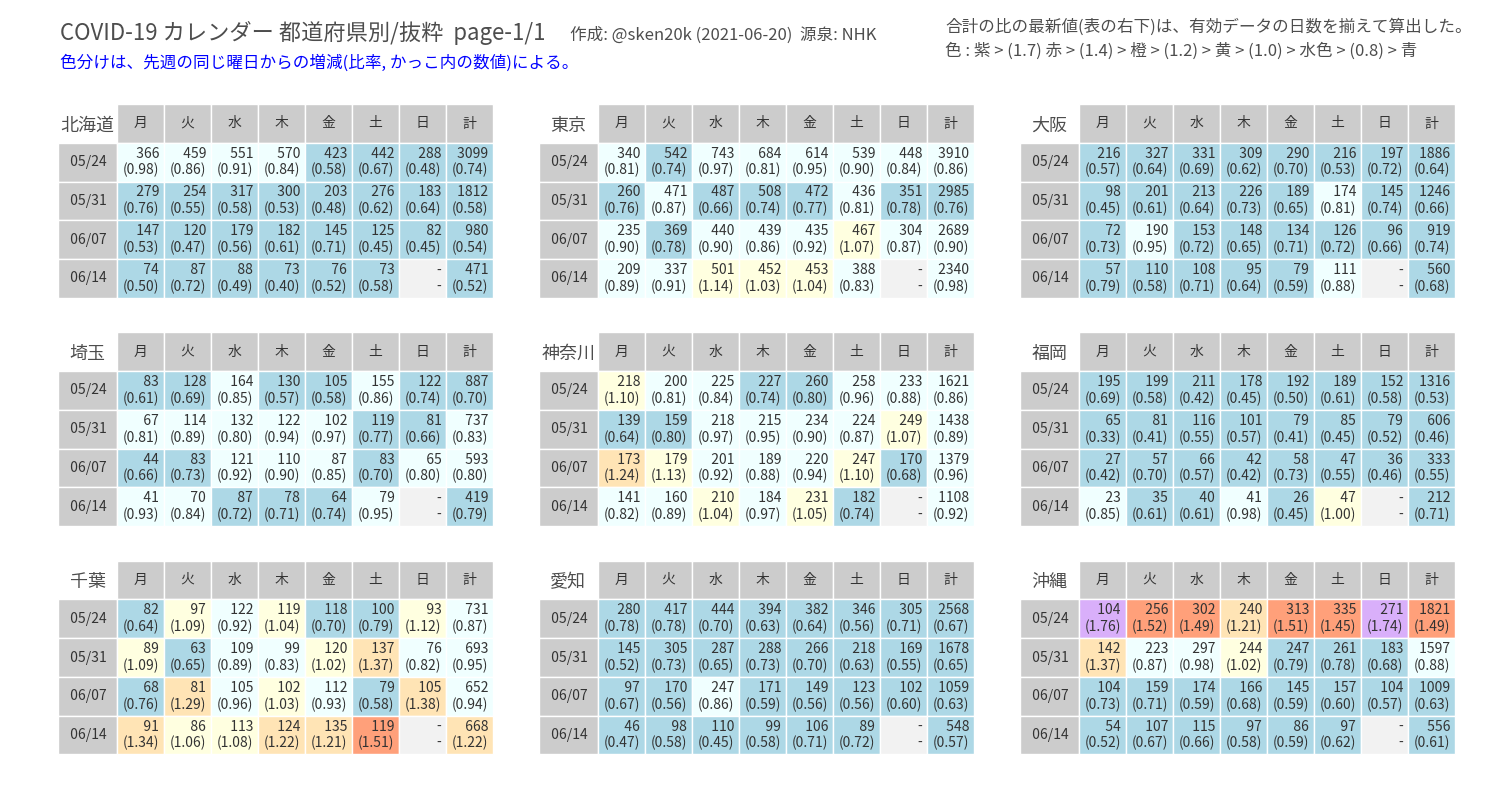 COVID-19 カレンダー 都道府県別/抜粋 page-1/1 作成: @sken20k (2021-06-20) 源泉: NHK
色分けは、先週の同じ曜日からの増減(比率, かっこ内の数値)による。
合計の比の最新値(表の右下)は、有効データの日数を揃えて算出した。
色 : 紫 > (1.7) 赤 > (1.4) > 橙 > (1.2) > 黄 > (1.0) > 水色 > (0.8) > 青
北海道 月 火 水 木 金 土 日 計
05/24 366 459 551 570 423 442 288 3099
(0.98) (0.86) (0.91) (0.84) (0.58) (0.67) (0.48) (0.74)
05/31 279 254 317 300 203 276 183 1812
(0.76) (0.55) (0.58) (0.53) (0.48) (0.62) (0.64) (0.58)
06/07 147 120 179 182 145 125 82 980
(0.53) (0.47) (0.56) (0.61) (0.71) (0.45) (0.45) (0.54)
06/14 74 87 88 73 76 73 - 471
(0.50) (0.72) (0.49) (0.40) (0.52) (0.58) - (0.52)
東京 月 火 水 木 金 土 日 計
05/24 340 542 743 684 614 539 448 3910
(0.81) (0.74) (0.97) (0.81) (0.95) (0.90) (0.84) (0.86)
05/31 260 471 487 508 472 436 351 2985
(0.76) (0.87) (0.66) (0.74) (0.77) (0.81) (0.78) (0.76)
06/07 235 369 440 439 435 467 304 2689
(0.90) (0.78) (0.90) (0.86) (0.92) (1.07) (0.87) (0.90)
06/14 209 337 501 452 453 388 - 2340
(0.89) (0.91) (1.14) (1.03) (1.04) (0.83) - (0.98)
大阪 月 火 水 木 金 土 日 計
05/24 216 327 331 309 290 216 197 1886
(0.57) (0.64) (0.69) (0.62) (0.70) (0.53) (0.72) (0.64)
05/31 98 201 213 226 189 174 145 1246
(0.45) (0.61) (0.64) (0.73) (0.65) (0.81) (0.74) (0.66)
06/07 72 190 153 148 134 126 96 919
(0.73) (0.95) (0.72) (0.65) (0.71) (0.72) (0.66) (0.74)
06/14 57 110 108 95 79 111 - 560
(0.79) (0.58) (0.71) (0.64) (0.59) (0.88) - (0.68)
埼玉 月 火 水 木 金 土 日 計
05/24 83 128 164 130 105 155 122 887
(0.61) (0.69) (0.85) (0.57) (0.58) (0.86) (0.74) (0.70)
05/31 67 114 132 122 102 119 81 737
(0.81) (0.89) (0.80) (0.94) (0.97) (0.77) (0.66) (0.83)
06/07 44 83 121 110 87 83 65 593
(0.66) (0.73) (0.92) (0.90) (0.85) (0.70) (0.80) (0.80)
06/14 41 70 87 78 64 79 - 419
(0.93) (0.84) (0.72) (0.71) (0.74) (0.95) - (0.79)
神奈川 月 火 水 木 金 土 日 計
05/24 218 200 225 227 260 258 233 1621
(1.10) (0.81) (0.84) (0.74) (0.80) (0.96) (0.88) (0.86)
05/31 139 159 218 215 234 224 249 1438
(0.64) (0.80) (0.97) (0.95) (0.90) (0.87) (1.07) (0.89)
06/07 173 179 201 189 220 247 170 1379
(1.24) (1.13) (0.92) (0.88) (0.94) (1.10) (0.68) (0.96)
06/14 141 160 210 184 231 182 - 1108
(0.82) (0.89) (1.04) (0.97) (1.05) (0.74) - (0.92)
福岡 月 火 水 木 金 土 日 計
05/24 195 199 211 178 192 189 152 1316
(0.69) (0.58) (0.42) (0.45) (0.50) (0.61) (0.58) (0.53)
05/31 65 81 116 101 79 85 79 606
(0.33) (0.41) (0.55) (0.57) (0.41) (0.45) (0.52) (0.46)
06/07 27 57 66 42 58 47 36 333
(0.42) (0.70) (0.57) (0.42) (0.73) (0.55) (0.46) (0.55)
06/14 23 35 40 41 26 47 - 212
(0.85) (0.61) (0.61) (0.98) (0.45) (1.00) - (0.71)
千葉 月 火 水 木 金 土 日 計
05/24 82 97 122 119 118 100 93 731
(0.64) (1.09) (0.92) (1.04) (0.70) (0.79) (1.12) (0.87)
05/31 89 63 109 99 120 137 76 693
(1.09) (0.65) (0.89) (0.83) (1.02) (1.37) (0.82) (0.95)
06/07 68 81 105 102 112 79 105 652
(0.76) (1.29) (0.96) (1.03) (0.93) (0.58) (1.38) (0.94)
06/14 91 86 113 124 135 119 - 668
(1.34) (1.06) (1.08) (1.22) (1.21) (1.51) - (1.22)
愛知 月 火 水 木 金 土 日 計
05/24 280 417 444 394 382 346 305 2568
(0.78) (0.78) (0.70) (0.63) (0.64) (0.56) (0.71) (0.67)
05/31 145 305 287 288 266 218 169 1678
(0.52) (0.73) (0.65) (0.73) (0.70) (0.63) (0.55) (0.65)
06/07 97 170 247 171 149 123 102 1059
(0.67) (0.56) (0.86) (0.59) (0.56) (0.56) (0.60) (0.63)
06/14 46 98 110 99 106 89 - 548
(0.47) (0.58) (0.45) (0.58) (0.71) (0.72) - (0.57)
沖縄 月 火 水 木 金 土 日 計
05/24 104 256 302 240 313 335 271 1821
(1.76) (1.52) (1.49) (1.21) (1.51) (1.45) (1.74) (1.49)
05/31 142 223 297 244 247 261 183 1597
(1.37) (0.87) (0.98) (1.02) (0.79) (0.78) (0.68) (0.88)
06/07 104 159 174 166 145 157 104 1009
(0.73) (0.71) (0.59) (0.68) (0.59) (0.60) (0.57) (0.63)
06/14 54 107 115 97 86 97 - 556
(0.52) (0.67) (0.66) (0.58) (0.59) (0.62) - (0.61)